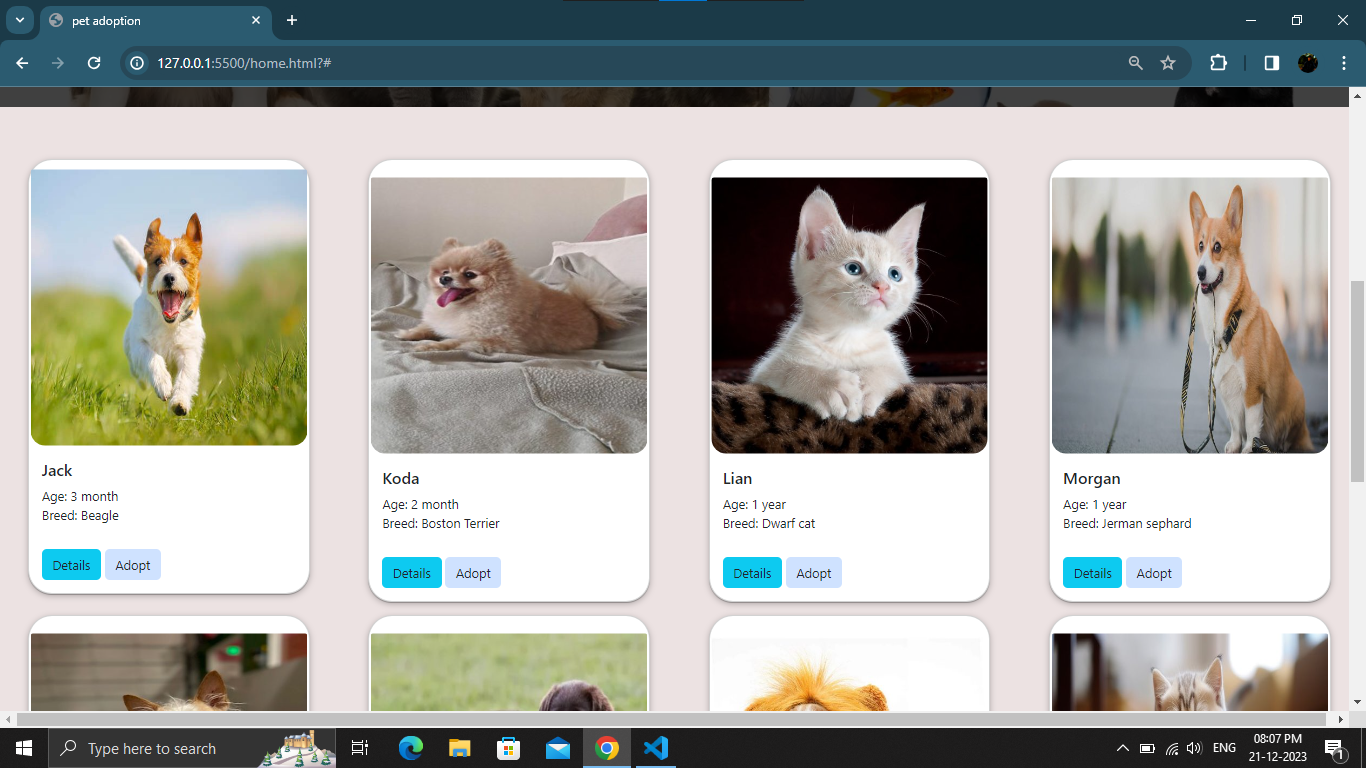 pet adoption
127.0.0.1:5500/home.html?#
Jack
Age: 3 month
Breed: Beagle
Details Adopt
Koda
Age: 2 month
Breed: Boston Terrier
Details Adopt
Lian
Age: 1 year
Breed: Dwarf cat
Details Adopt
Morgan
Age: 1 year
Breed: Jerman sephard
Details Adopt
Type here to search
ENG
08:07 PM
21-12-2023
1